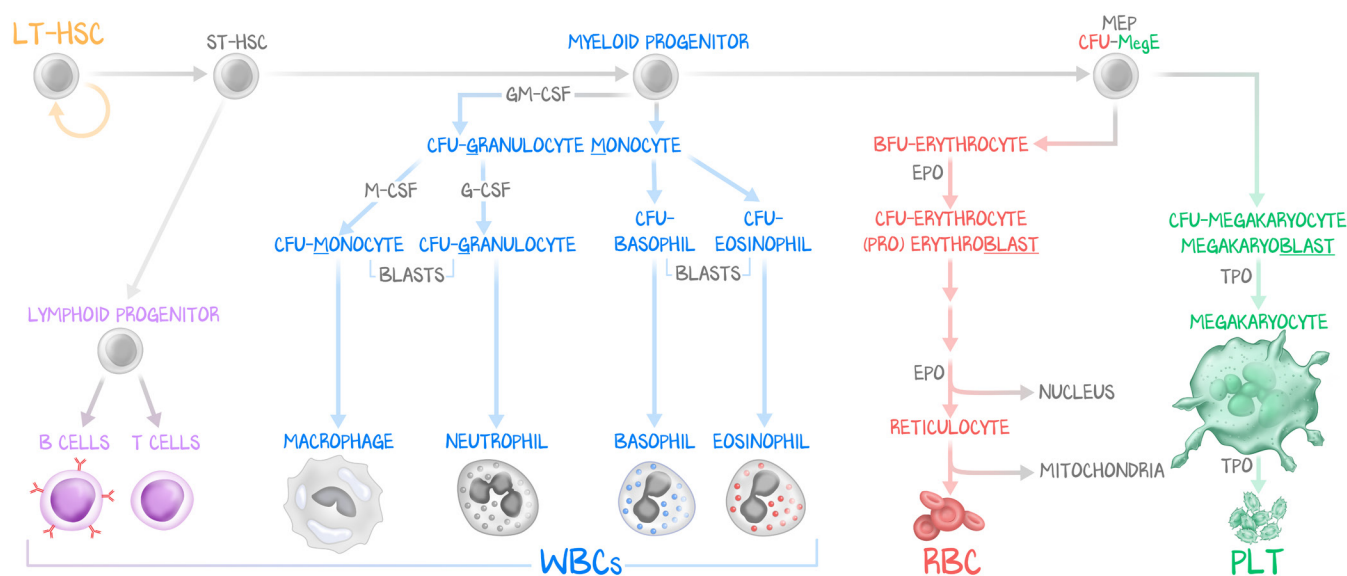 LT-HSC
ST-HSC
MYELOID PROGENITOR
MEP
CFU-MegE
GM-CSF
CFU-GRANULOCYTE MONOCYTE
BFU-ERYTHROCYTE
M-CSF
G-CSF
EPO
CFU-MONOCYTE
CFU-GRANULOCYTE
BLASTS
CFU-
BASOPHIL
CFU-
EOSINOPHIL
BLASTS
CFU-ERYTHROCYTE
(PRO) ERYTHROBLAST
CFU-MEGAKARYOCYTE
MEGAKARYOBLAST
TPO
LYMPHOID PROGENITOR
MEGAKARYOCYTE
EPO
NUCLEUS
RETICULOCYTE
B CELLS
T CELLS
MACROPHAGE
NEUTROPHIL
BASOPHIL
EOSINOPHIL
MITOCHONDRIA
TPO
WBCs
RBC
PLT